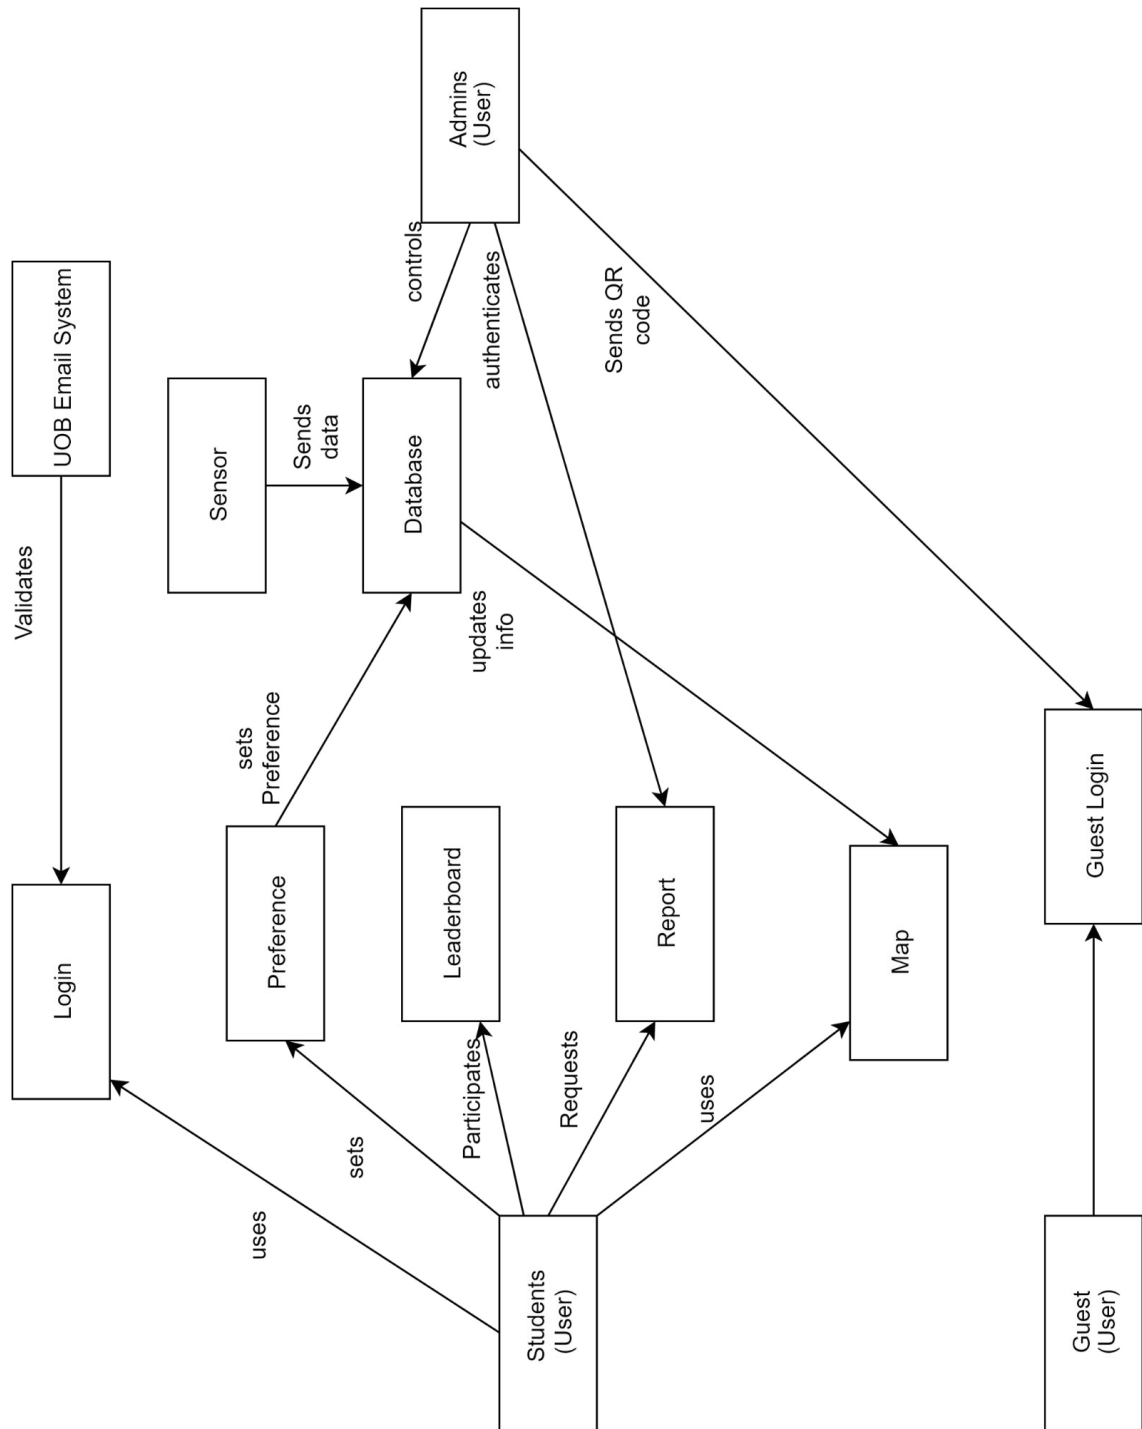 UOB Email System
Validates
Login
uses
Sensor
Sends
data
Database
controls
Admins
(User)
authenticates
Sends QR
code
updates
info
sets
Preference
Preference
sets
Leaderboard
Participates
Report
Requests
Map
uses
Students
(User)
Guest Login
Guest
(User)